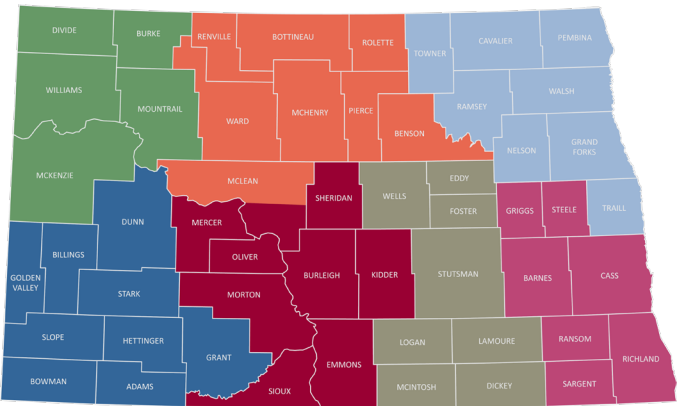 DIVIDE
BURKE
RENVILLE
BOTTINEAU
ROLETTE
TOWNER
CAVALIER
PEMBINA
WILLIAMS
MOUNTRAIL
WARD
MCHENRY
PIERCE
BENSON
RAMSEY
WALSH
NELSON
GRAND
FORKS
MCKENZIE
MCLEAN
SHERIDAN
WELLS
EDDY
FOSTER
GRIGGS
STEELE
TRAILL
DUNN
MERCER
OLIVER
GOLDEN
VALLEY
BILLINGS
STARK
MORTON
BURLEIGH
KIDDER
STUTSMAN
BARNES
CASS
SLOPE
HETTINGER
GRANT
EMMONS
LOGAN
LAMOURE
RANSOM
RICHLAND
BOWMAN
ADAMS
SIOUX
MCINTOSH
DICKEY
SARGENT